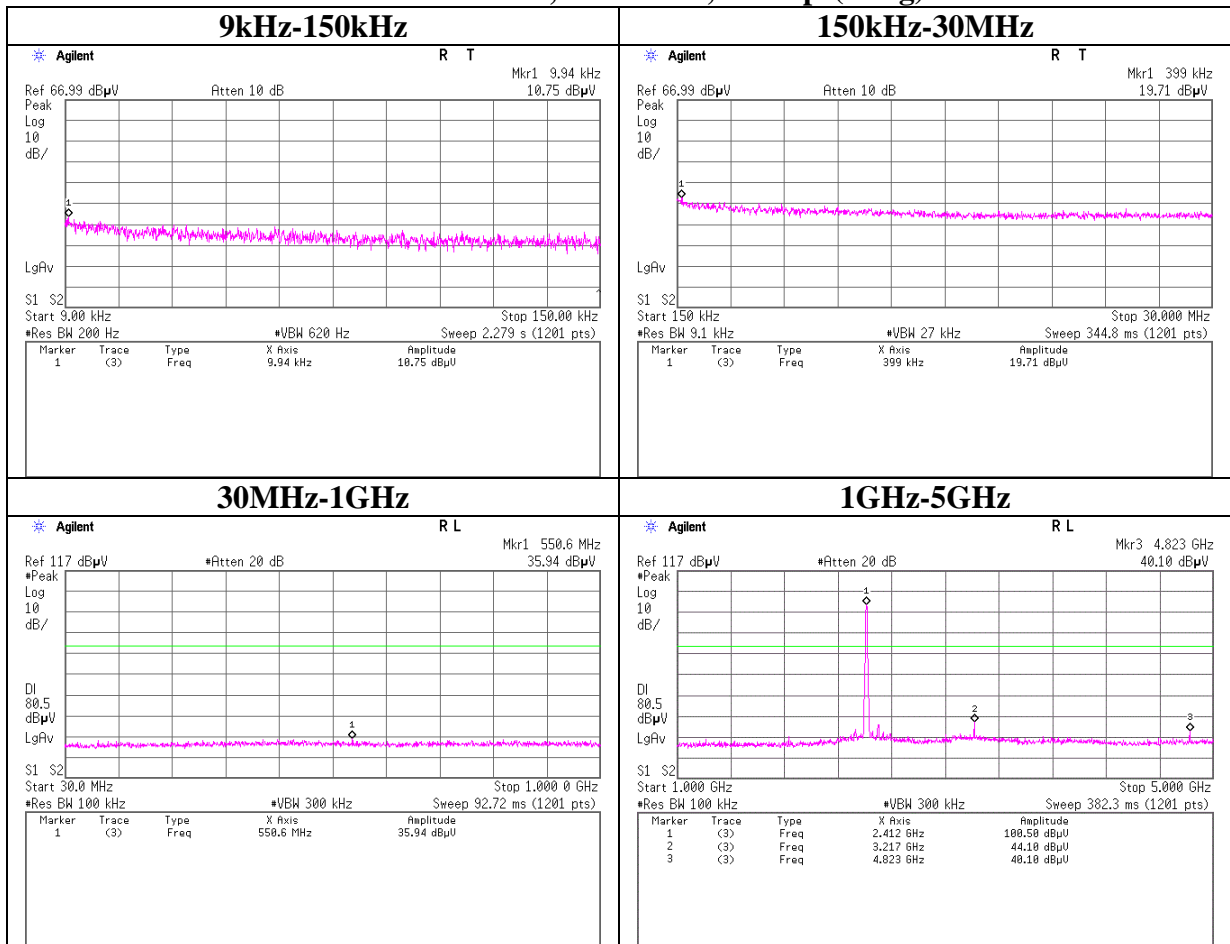 9kHz-150kHz
Agilent
R T
Mkr1 9.94 kHz
Ref 66.99 dBµV
Atten 10 dB
10.75 dBµV
Peak
Log
10
dB/
1
LgAv
S1 S2
Start 9.00 kHz
Stop 150.00 kHz
#Res BW 200 Hz
#VBW 620 Hz
Sweep 2.279 s (1201 pts)
Marker Trace Type X Axis Amplitude
1 (3) Freq 9.94 kHz 10.75 dBµV
150kHz-30MHz
Agilent
R T
Mkr1 399 kHz
Ref 66.99 dBµV
Atten 10 dB
19.71 dBµV
Peak
Log
10
dB/
1
LgAv
S1 S2
Start 150 kHz
Stop 30.000 MHz
#Res BW 9.1 kHz
#VBW 27 kHz
Sweep 344.8 ms (1201 pts)
Marker Trace Type X Axis Amplitude
1 (3) Freq 399 kHz 19.71 dBµV
30MHz-1GHz
Agilent
R L
Mkr1 550.6 MHz
Ref 117 dBµV
#Atten 20 dB
35.94 dBµV
#Peak
Log
10
dB/
DI
80.5
dBµV
1
LgAv
S1 S2
Start 30.0 MHz
Stop 1.000 0 GHz
#Res BW 100 kHz
#VBW 300 kHz
Sweep 92.72 ms (1201 pts)
Marker Trace Type X Axis Amplitude
1 (3) Freq 550.6 MHz 35.94 dBµV
1GHz-5GHz
Agilent
R L
Mkr3 4.823 GHz
Ref 117 dBµV
#Atten 20 dB
40.10 dBµV
#Peak
Log
10
dB/
1
DI
80.5
dBµV
2
3
LgAv
S1 S2
Start 1.000 GHz
Stop 5.000 GHz
#Res BW 100 kHz
#VBW 300 kHz
Sweep 382.3 ms (1201 pts)
Marker Trace Type X Axis Amplitude
1 (3) Freq 2.412 GHz 100.50 dBµV
2 (3) Freq 3.217 GHz 44.10 dBµV
3 (3) Freq 4.823 GHz 40.10 dBµV